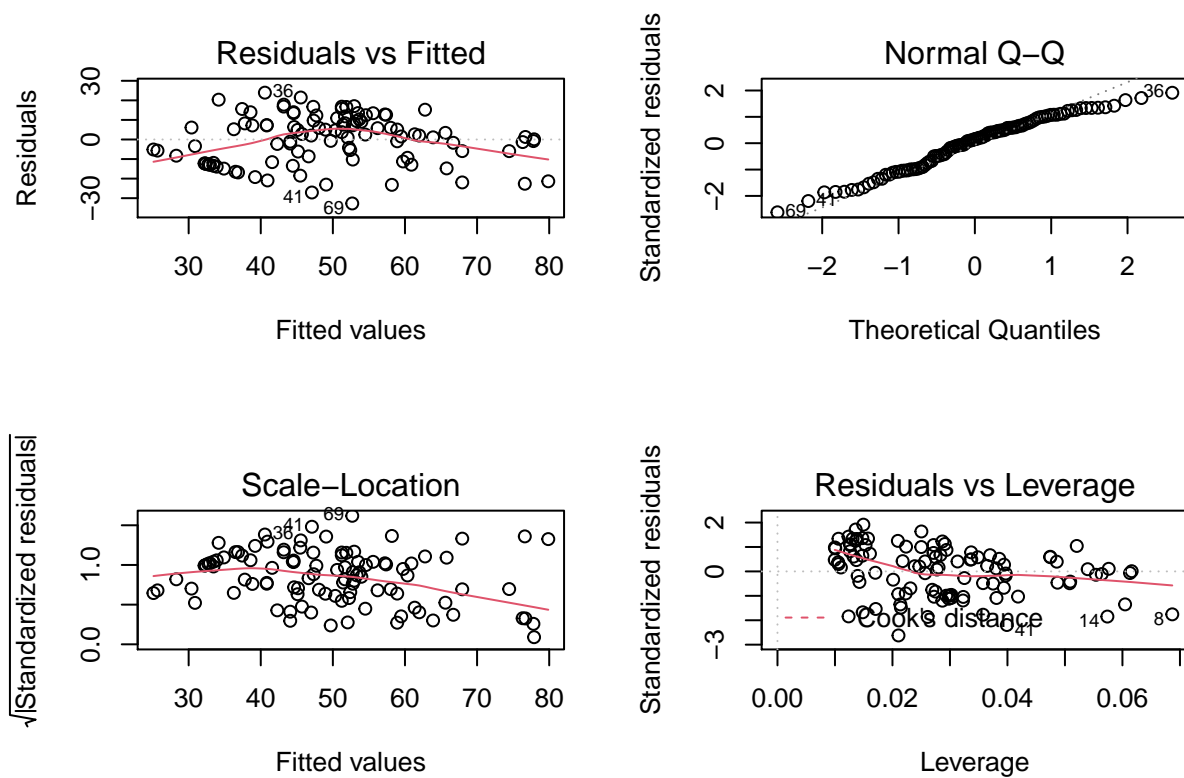 Residuals vs Fitted
Residuals
30
0
−30
36
41
69
30 40 50 60 70 80
Fitted values
Normal Q−Q
Standardized residuals
2
0
−2
36
69
41
−2 −1 0 1 2
Theoretical Quantiles
Scale−Location
√|Standardized residuals|
1.0
0.0
69
41
36
30 40 50 60 70 80
Fitted values
Residuals vs Leverage
Standardized residuals
2
0
−3
Cook's distance
41
14
8
0.00 0.02 0.04 0.06
Leverage